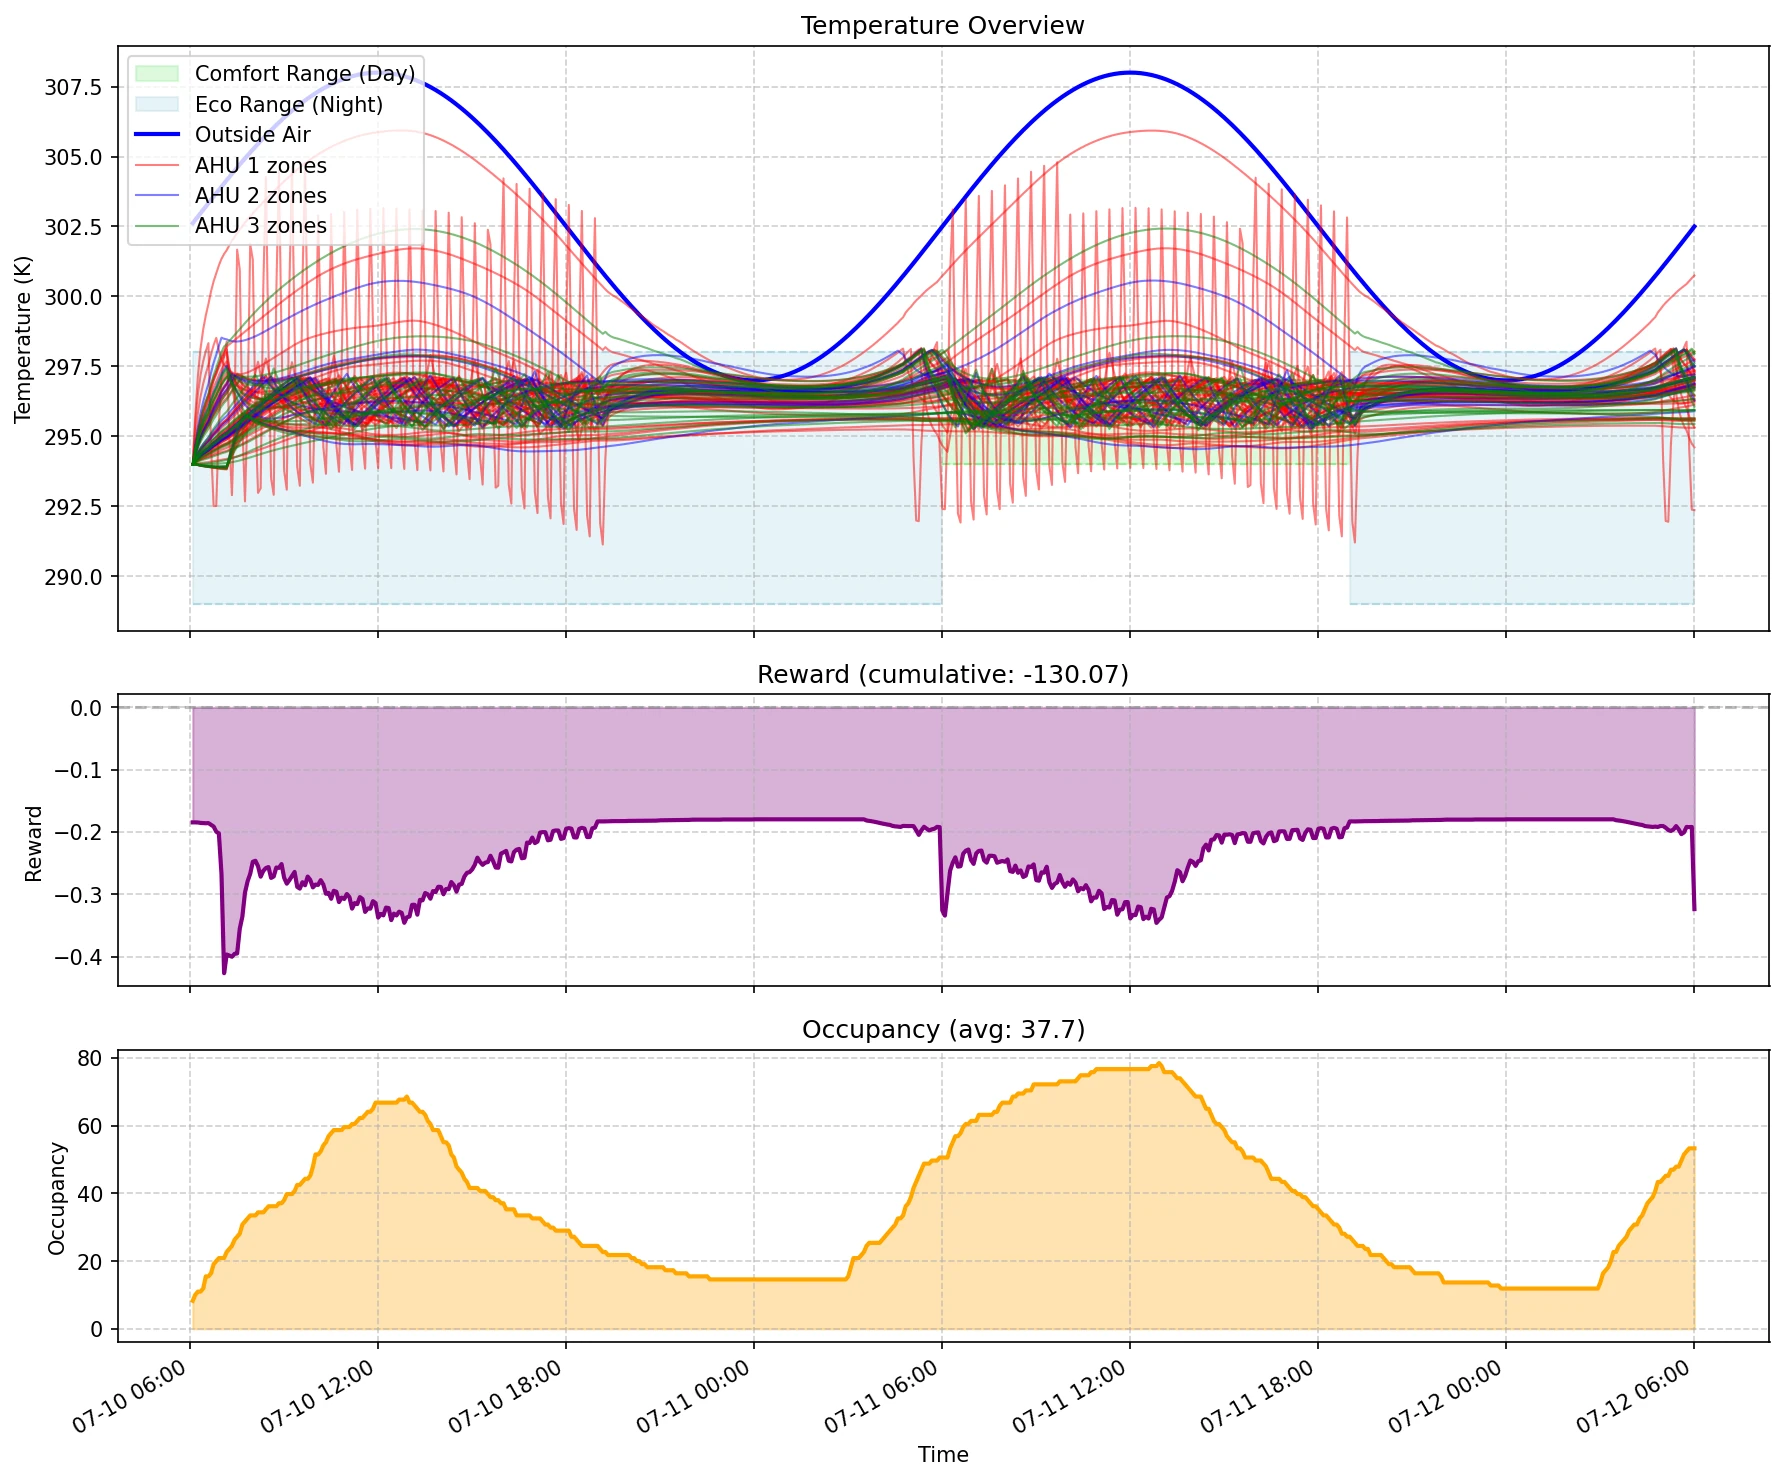 Temperature Overview
Comfort Range (Day)
Eco Range (Night)
Outside Air
AHU 1 zones
AHU 2 zones
AHU 3 zones
Temperature (K)
307.5
305.0
302.5
300.0
297.5
295.0
292.5
290.0
Reward (cumulative: -130.07)
Reward
0.0
−0.1
−0.2
−0.3
−0.4
Occupancy (avg: 37.7)
Occupancy
80
60
40
20
0
07-10 06:00
07-10 12:00
07-10 18:00
07-11 00:00
07-11 06:00
07-11 12:00
07-11 18:00
07-12 00:00
07-12 06:00
Time